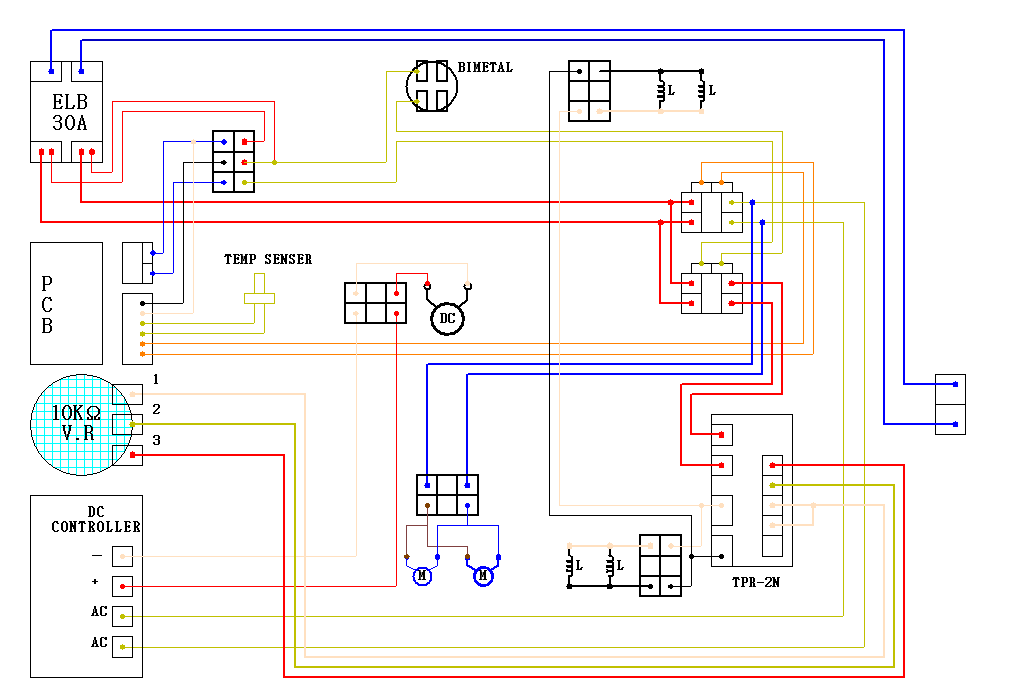 ELB
30A
BIMETAL
L
L
TEMP SENSER
P
C
B
DC
1
10KΩ
V.R
2
3
DC
CONTROLLER
−
+
AC
AC
M
M
L
L
TPR-2N